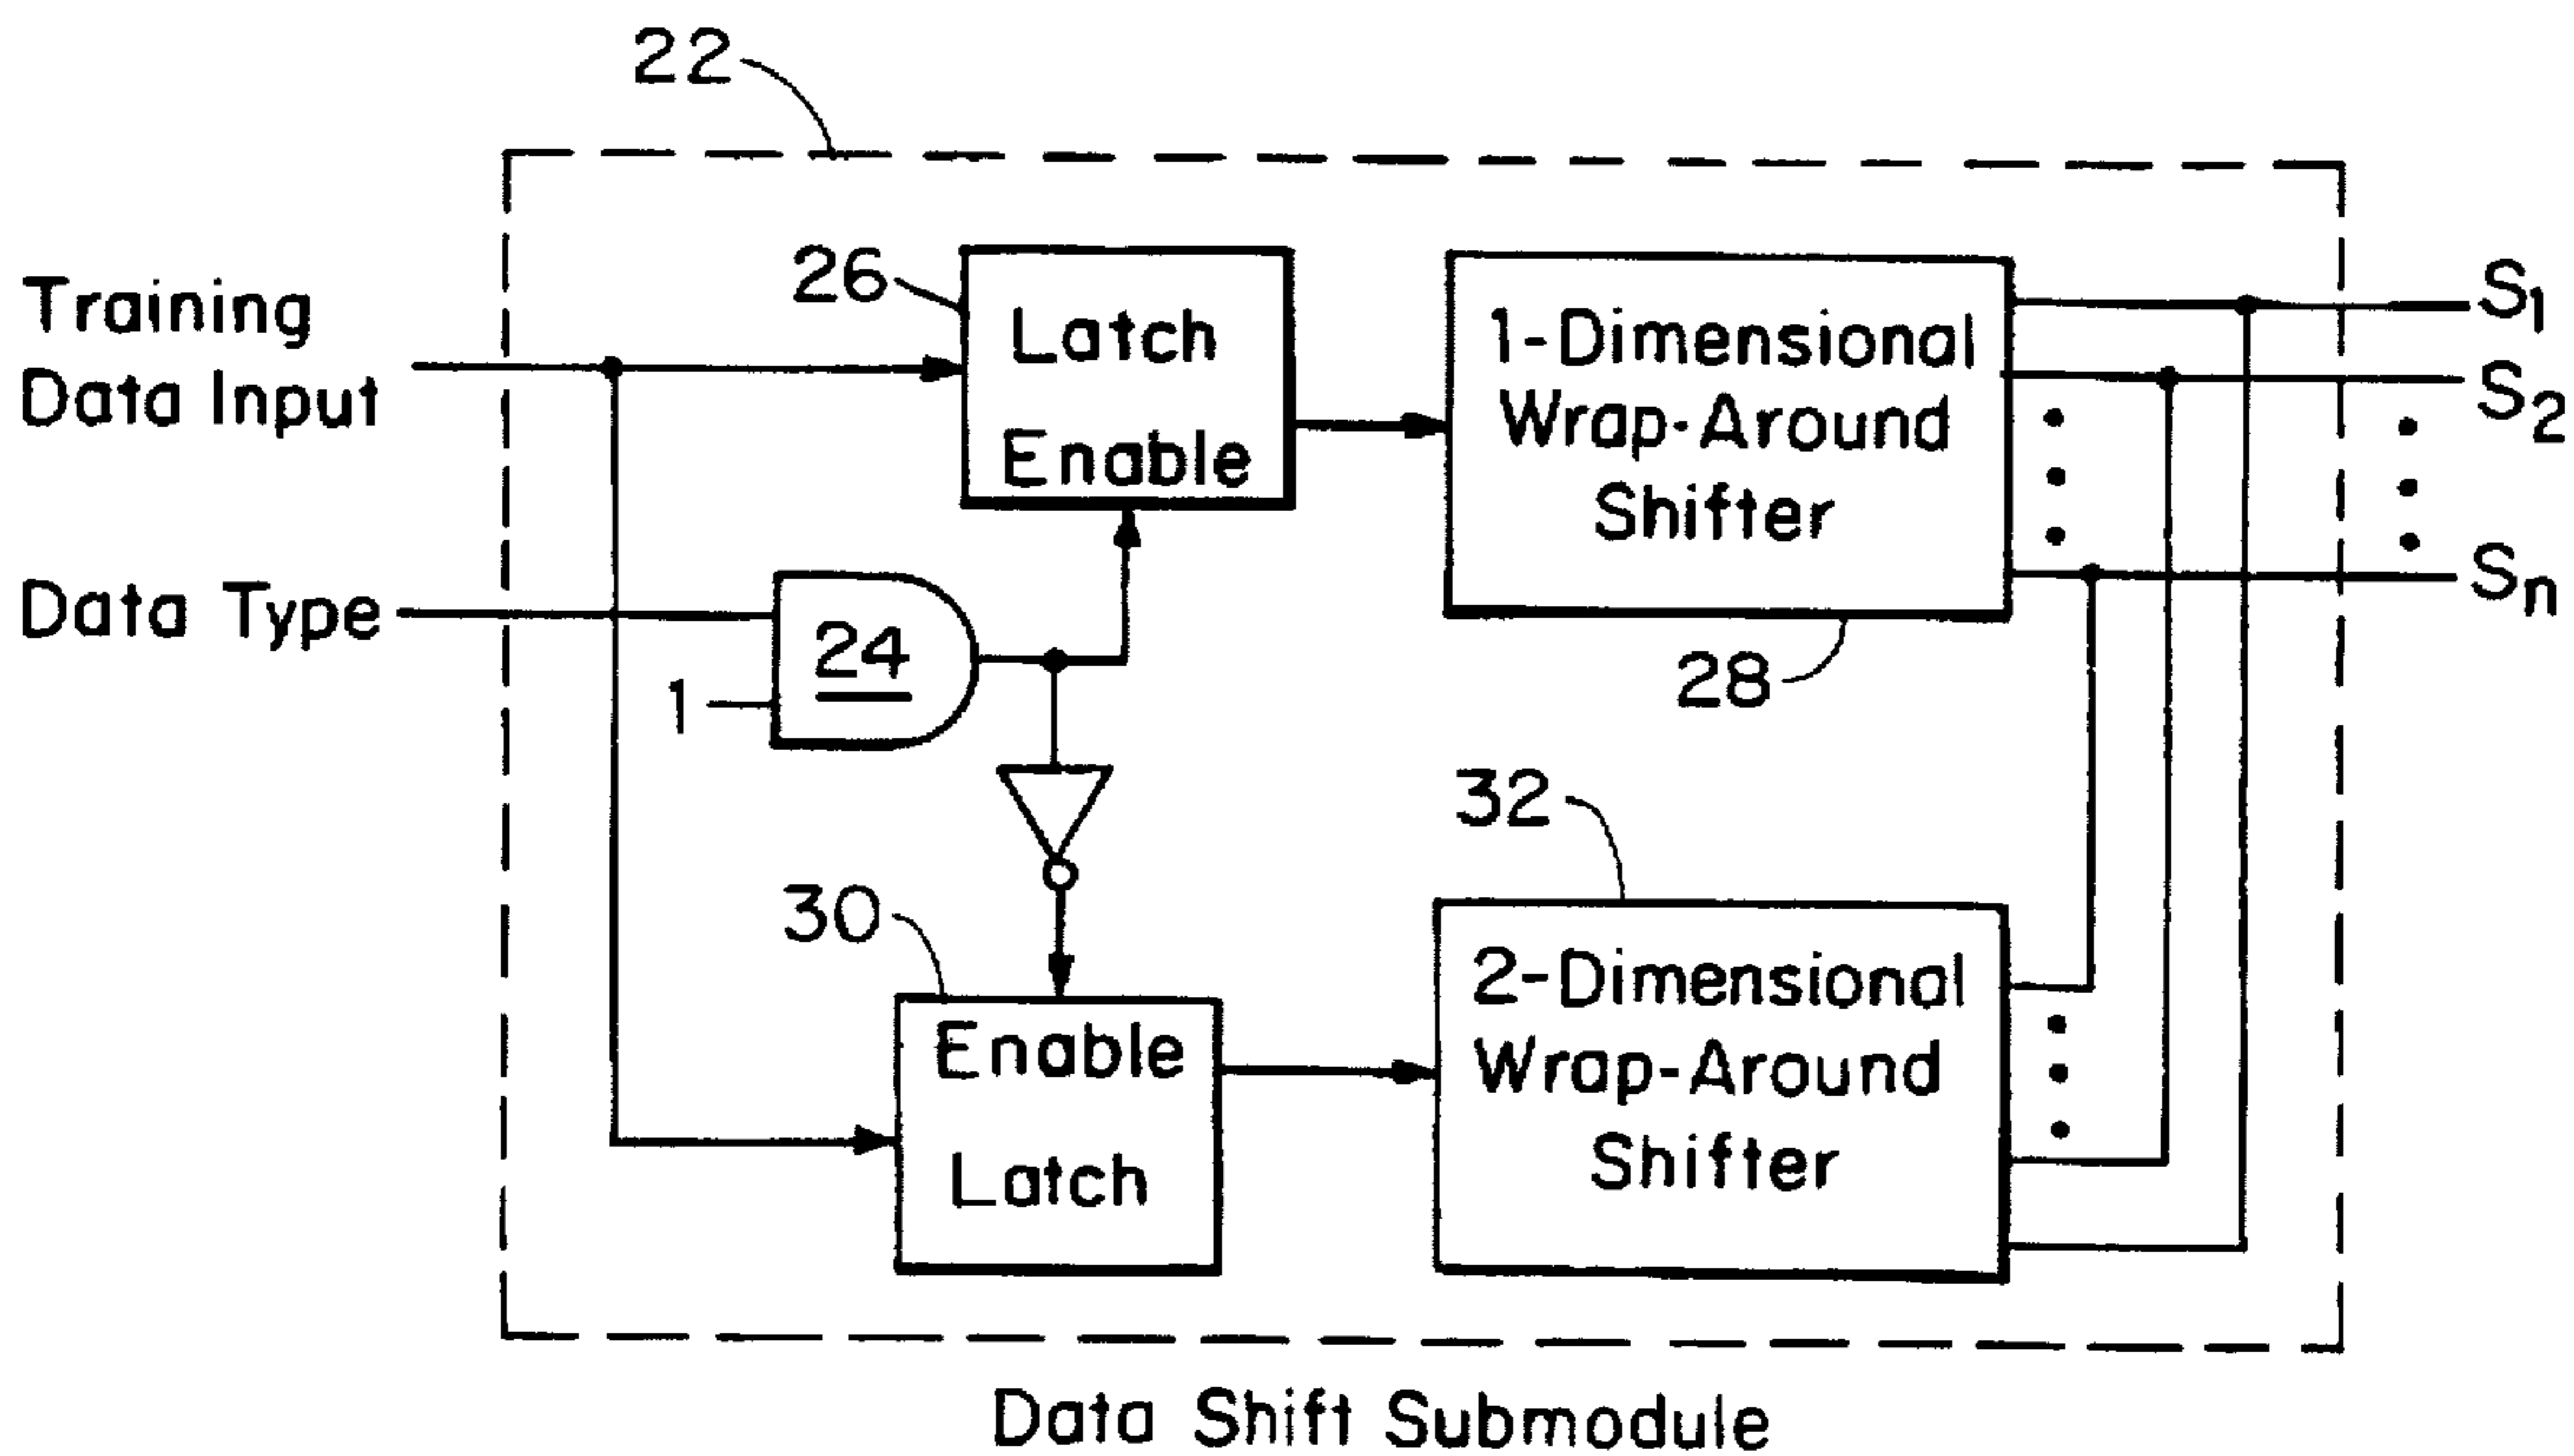 22
Training
Data Input
Data Type
26
Latch
Enable
1-Dimensional
Wrap-Around
Shifter
S1
S2
Sn
24
1
28
30
Enable
Latch
32
2-Dimensional
Wrap-Around
Shifter
Data Shift Submodule